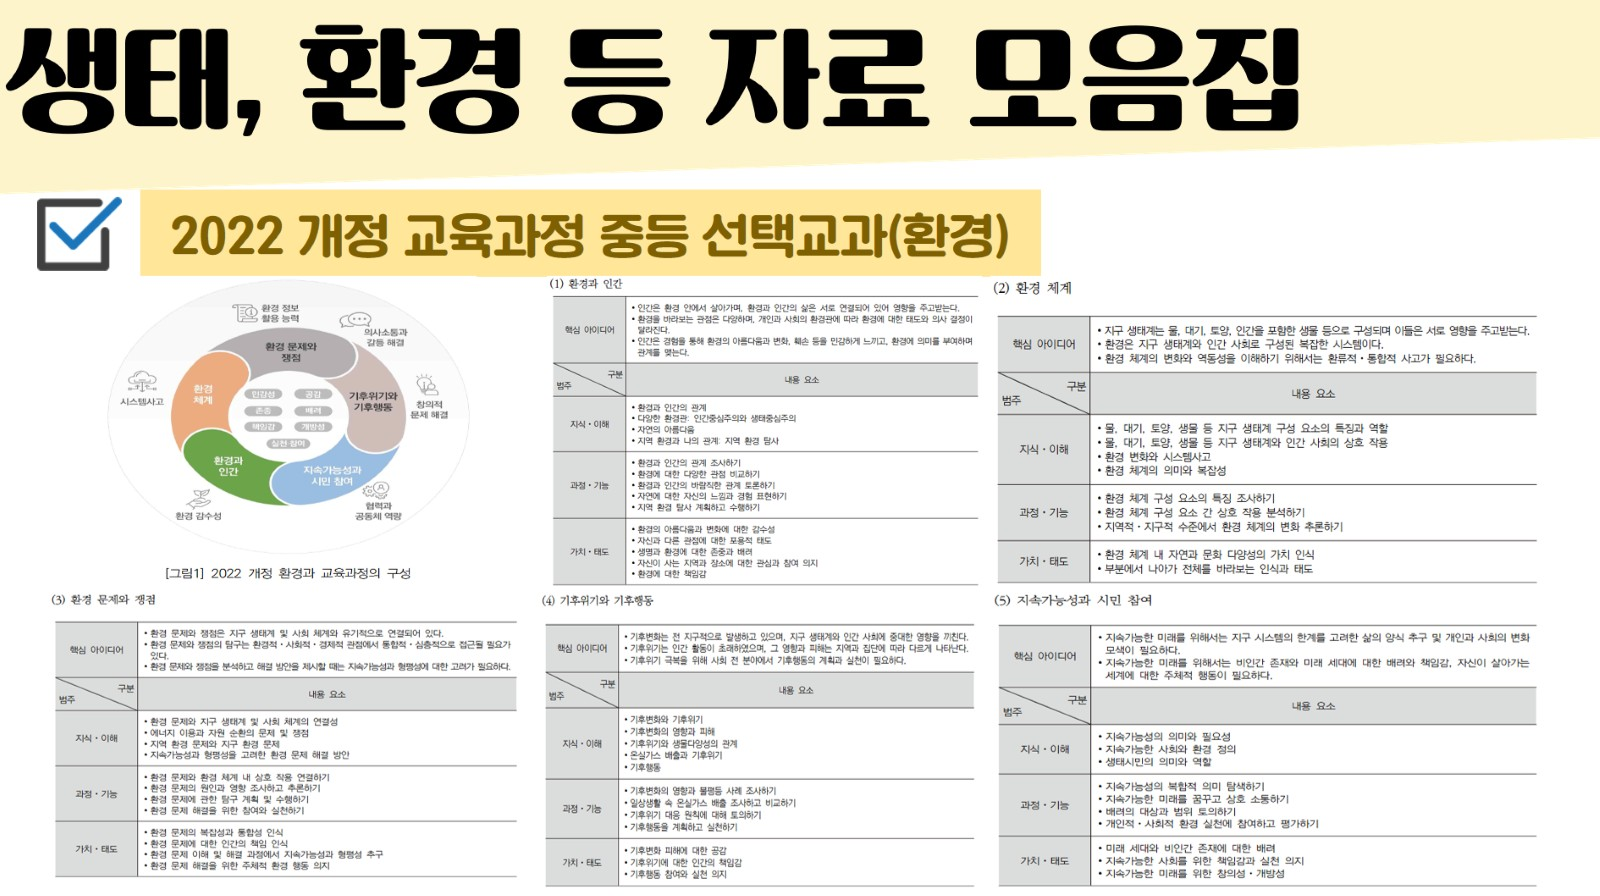 생태, 환경 등 자료 모음집
2022 개정 교육과정 중등 선택교과(환경)
환경 정보
활용 능력
의사소통과
갈등 해결
시스템사고
창의적
문제 해결
환경 감수성
협력과
공동체 역량
환경 문제와
쟁점
환경
체계
기후위기와
기후행동
환경과
인간
지속가능성과
시민 참여
민감성
공감
존중
배려
책임감
개방성
실천·참여
[그림1] 2022 개정 환경과 교육과정의 구성
(1) 환경과 인간
핵심 아이디어
• 인간은 환경 안에서 살아가며, 환경과 인간의 삶은 서로 연결되어 있어 영향을 주고받는다.
• 환경을 바라보는 관점은 다양하며, 개인과 사회의 환경관에 따라 환경에 대한 태도와 의사 결정이
달라진다.
• 인간은 경험을 통해 환경의 아름다움과 변화, 훼손 등을 민감하게 느끼고, 환경에 의미를 부여하며
관계를 맺는다.
구분
범주
내용 요소
지식·이해
• 환경과 인간의 관계
• 다양한 환경관: 인간중심주의와 생태중심주의
• 자연의 아름다움
• 지역 환경과 나의 관계: 지역 환경 탐사
과정·기능
• 환경과 인간의 관계 조사하기
• 환경에 대한 다양한 관점 비교하기
• 환경과 인간의 바람직한 관계 토론하기
• 자연에 대한 자신의 느낌과 경험 표현하기
• 지역 환경 탐사 계획하고 수행하기
가치·태도
• 환경의 아름다움과 변화에 대한 감수성
• 자신과 다른 관점에 대한 포용적 태도
• 생명과 환경에 대한 존중과 배려
• 자신이 사는 지역과 장소에 대한 관심과 참여 의지
• 환경에 대한 책임감
(2) 환경 체계
핵심 아이디어
• 지구 생태계는 물, 대기, 토양, 인간을 포함한 생물 등으로 구성되며 이들은 서로 영향을 주고받는다.
• 환경은 지구 생태계와 인간 사회로 구성된 복잡한 시스템이다.
• 환경 체계의 변화와 역동성을 이해하기 위해서는 환류적·통합적 사고가 필요하다.
구분
범주
내용 요소
지식·이해
• 물, 대기, 토양, 생물 등 지구 생태계 구성 요소의 특징과 역할
• 물, 대기, 토양, 생물 등 지구 생태계와 인간 사회의 상호 작용
• 환경 변화와 시스템사고
• 환경 체계의 의미와 복잡성
과정·기능
• 환경 체계 구성 요소의 특징 조사하기
• 환경 체계 구성 요소 간 상호 작용 분석하기
• 지역적·지구적 수준에서 환경 체계의 변화 추론하기
가치·태도
• 환경 체계 내 자연과 문화 다양성의 가치 인식
• 부분에서 나아가 전체를 바라보는 인식과 태도
(3) 환경 문제와 쟁점
핵심 아이디어
• 환경 문제와 쟁점은 지구 생태계 및 사회 체계와 유기적으로 연결되어 있다.
• 환경 문제와 쟁점의 탐구는 환경적·사회적·경제적 관점에서 통합적·심층적으로 접근될 필요가
있다.
• 환경 문제와 쟁점을 분석하고 해결 방안을 제시할 때는 지속가능성과 형평성에 대한 고려가 필요하다.
구분
범주
내용 요소
지식·이해
• 환경 문제와 지구 생태계 및 사회 체계의 연결성
• 에너지 이용과 자원 순환의 문제 및 쟁점
• 지역 환경 문제와 지구 환경 문제
• 지속가능성과 형평성을 고려한 환경 문제 해결 방안
과정·기능
• 환경 문제와 환경 체계 내 상호 작용 연결하기
• 환경 문제의 원인과 영향 조사하고 추론하기
• 환경 문제에 관한 탐구 계획 및 수행하기
• 환경 문제 해결을 위한 참여와 실천하기
가치·태도
• 환경 문제의 복잡성과 통합성 인식
• 환경 문제에 대한 인간의 책임 인식
• 환경 문제 이해 및 해결 과정에서 지속가능성과 형평성 추구
• 환경 문제 해결을 위한 주체적 환경 행동 의지
(4) 기후위기와 기후행동
핵심 아이디어
• 기후변화는 전 지구적으로 발생하고 있으며, 지구 생태계와 인간 사회에 중대한 영향을 끼친다.
• 기후위기는 인간 활동이 초래하였으며, 그 영향과 피해는 지역과 집단에 따라 다르게 나타난다.
• 기후위기 극복을 위해 사회 전 분야에서 기후행동의 계획과 실천이 필요하다.
구분
범주
내용 요소
지식·이해
• 기후변화와 기후위기
• 기후변화의 영향과 피해
• 기후위기와 생물다양성의 관계
• 온실가스 배출과 기후위기
• 기후행동
과정·기능
• 기후변화의 영향과 불평등 사례 조사하기
• 일상생활 속 온실가스 배출 조사하고 비교하기
• 기후위기 대응 원칙에 대해 토의하기
• 기후행동을 계획하고 실천하기
가치·태도
• 기후변화 피해에 대한 공감
• 기후위기에 대한 인간의 책임감
• 기후행동 참여와 실천 의지
(5) 지속가능성과 시민 참여
핵심 아이디어
• 지속가능한 미래를 위해서는 지구 시스템의 한계를 고려한 삶의 양식 추구 및 개인과 사회의 변화
모색이 필요하다.
• 지속가능한 미래를 위해서는 비인간 존재와 미래 세대에 대한 배려와 책임감, 자신이 살아가는
세계에 대한 주체적 행동이 필요하다.
구분
범주
내용 요소
지식·이해
• 지속가능성의 의미와 필요성
• 지속가능한 사회와 환경 정의
• 생태시민의 의미와 역할
과정·기능
• 지속가능성의 복합적 의미 탐색하기
• 지속가능한 미래를 꿈꾸고 상호 소통하기
• 배려의 대상과 범위 토의하기
• 개인적·사회적 환경 실천에 참여하고 평가하기
가치·태도
• 미래 세대와 비인간 존재에 대한 배려
• 지속가능한 사회를 위한 책임감과 실천 의지
• 지속가능한 미래를 위한 창의성·개방성